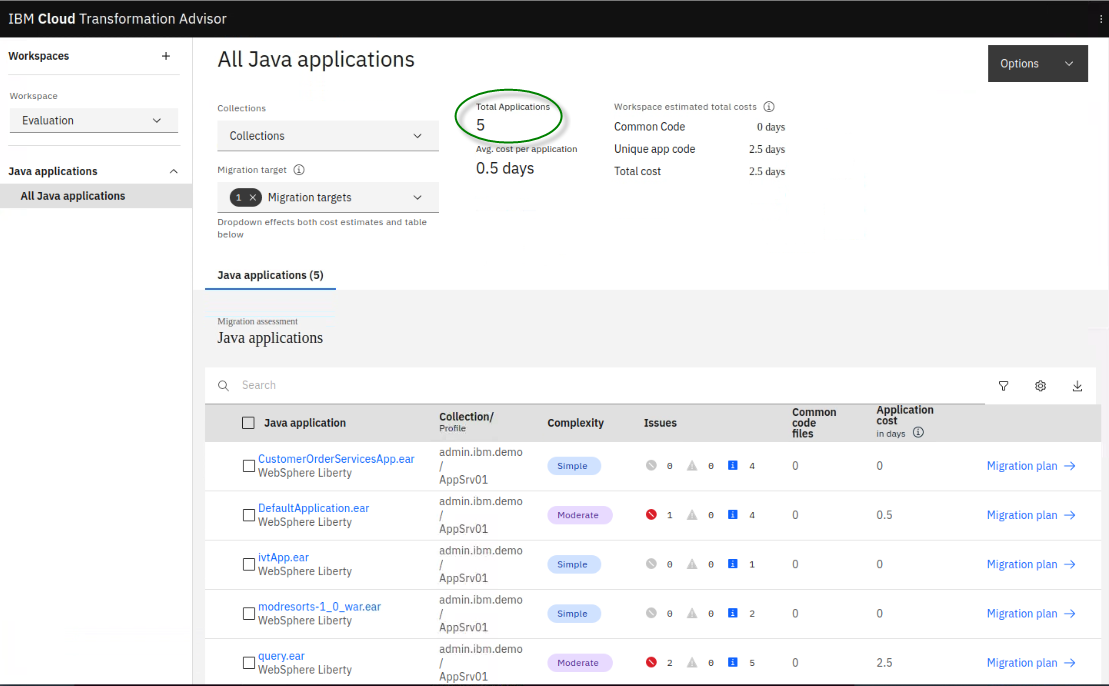 IBM Cloud Transformation Advisor
Workspaces
Workspace
Evaluation
Java applications
All Java applications
All Java applications
Options
Collections
Collections
Migration target
1 Migration targets
Dropdown effects both cost estimates and table
below
Total Applications
5
Avg. cost per application
0.5 days
Workspace estimated total costs
Common Code 0 days
Unique app code 2.5 days
Total cost 2.5 days
Java applications (5)
Migration assessment
Java applications
Search
Java application Collection/ Profile Complexity Issues Common code files Application cost in days
CustomerOrderServicesApp.ear
WebSphere Liberty
admin.ibm.demo
/
AppSrv01
Simple 0 0 4 0 0 Migration plan
DefaultApplication.ear
WebSphere Liberty
admin.ibm.demo
/
AppSrv01
Moderate 1 0 4 0 0.5 Migration plan
ivtApp.ear
WebSphere Liberty
admin.ibm.demo
/
AppSrv01
Simple 0 0 1 0 0 Migration plan
modresorts-1_0_war.ear
WebSphere Liberty
admin.ibm.demo
/
AppSrv01
Simple 0 0 2 0 0 Migration plan
query.ear
WebSphere Liberty
admin.ibm.demo
/
AppSrv01
Moderate 2 0 5 0 2.5 Migration plan